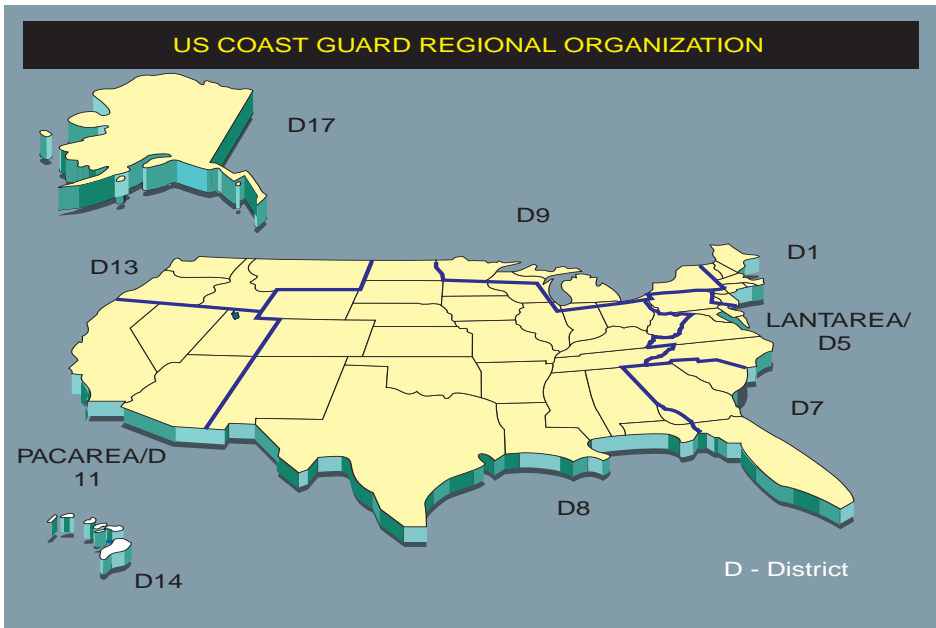 US COAST GUARD REGIONAL ORGANIZATION
D17
D9
D13
D1
LANTAREA/
D5
D7
PACAREA/D
11
D8
D14
D - District